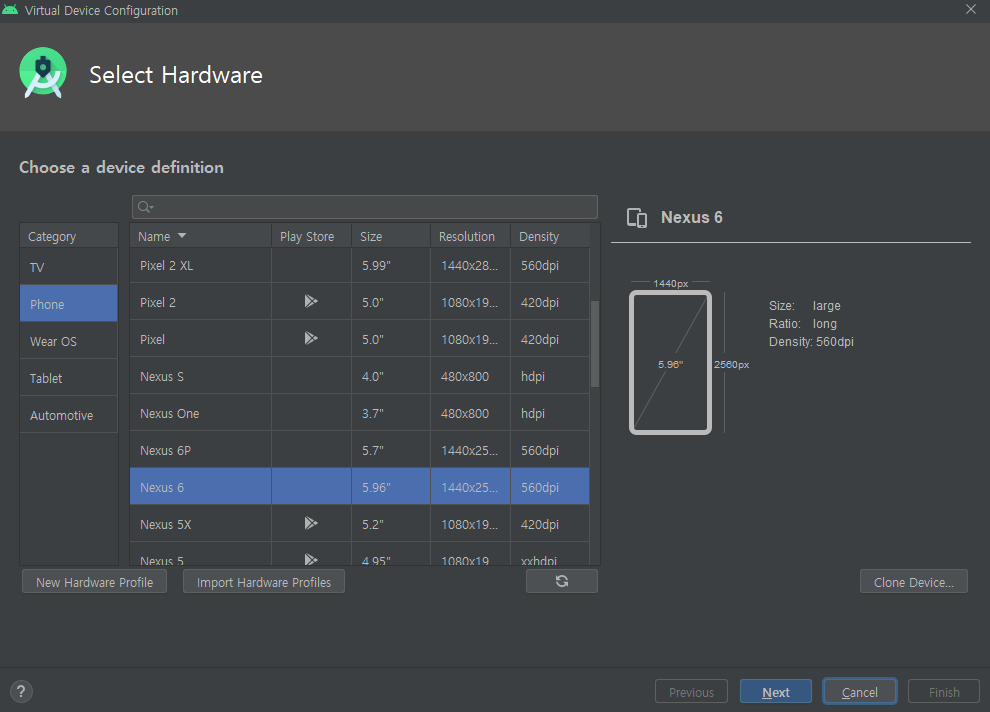 Virtual Device Configuration
Select Hardware
Choose a device definition
Category
TV
Phone
Wear OS
Tablet
Automotive
Name Play Store Size Resolution Density
Pixel 2 XL 5.99" 1440x28... 560dpi
Pixel 2 5.0" 1080x19... 420dpi
Pixel 5.0" 1080x19... 420dpi
Nexus S 4.0" 480x800 hdpi
Nexus One 3.7" 480x800 hdpi
Nexus 6P 5.7" 1440x25... 560dpi
Nexus 6 5.96" 1440x25... 560dpi
Nexus 5X 5.2" 1080x19... 420dpi
Nexus 5 4.95" 1080x19 xxhdpi
Nexus 6
1440px
5.96"
2560px
Size: large
Ratio: long
Density: 560dpi
New Hardware Profile Import Hardware Profiles Clone Device...
? Previous Next Cancel Finish